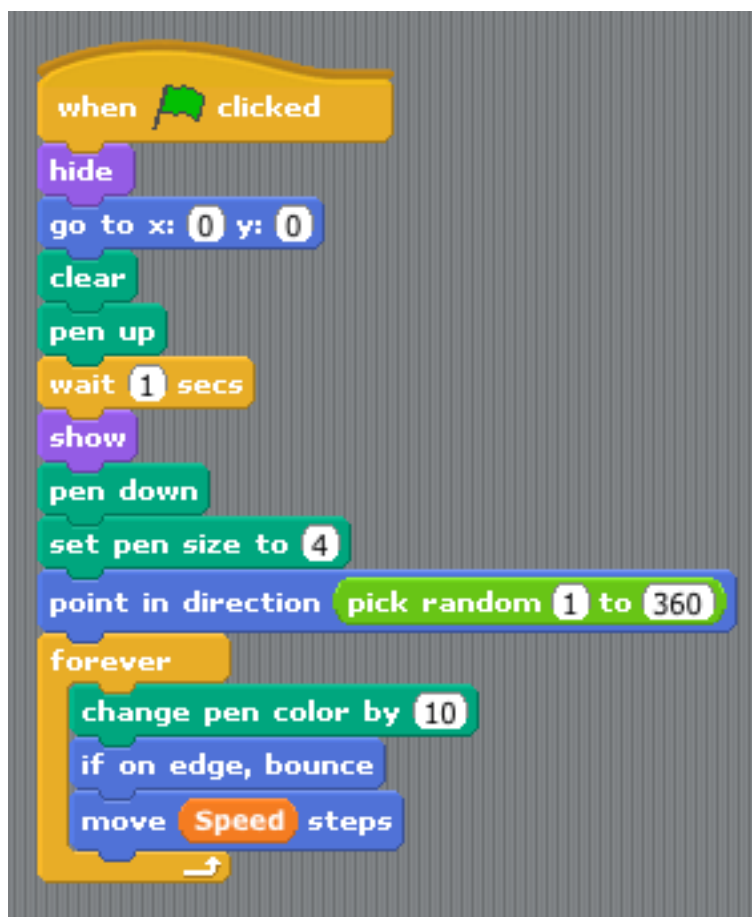 when clicked
hide
go to x: 0 y: 0
clear
pen up
wait 1 secs
show
pen down
set pen size to 4
point in direction pick random 1 to 360
forever
change pen color by 10
if on edge, bounce
move Speed steps